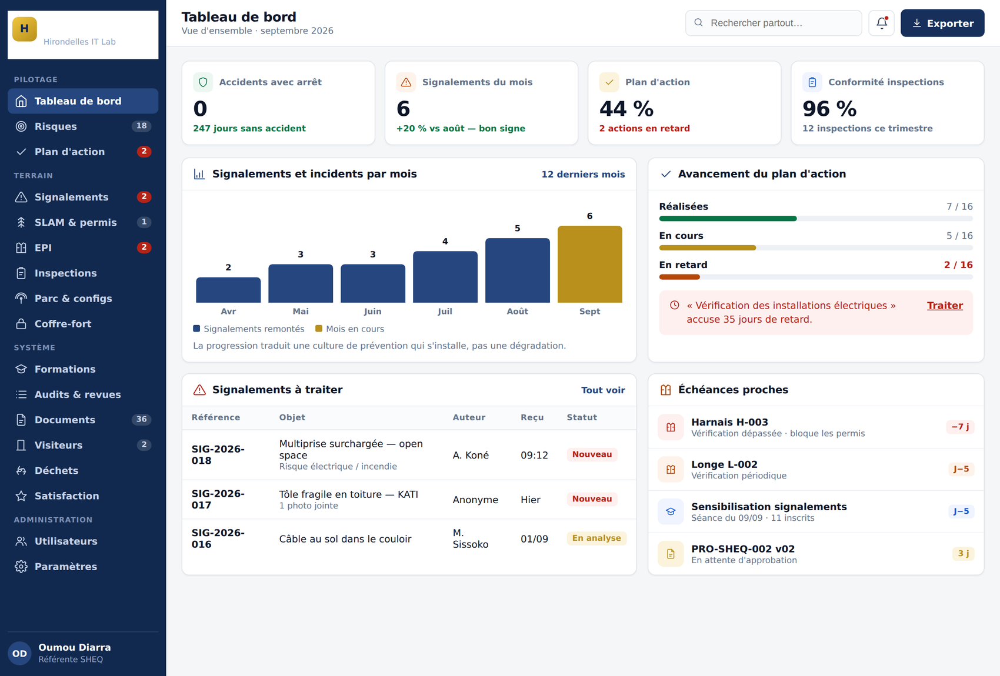 H
Hirondelles IT Lab
PILOTAGE
Tableau de bord
Risques 18
Plan d'action 2
TERRAIN
Signalements 2
SLAM & permis 1
EPI 2
Inspections
Parc & configs
Coffre-fort
SYSTÈME
Formations
Audits & revues
Documents 36
Visiteurs 2
Déchets
Satisfaction
ADMINISTRATION
Utilisateurs
Paramètres
OD
Oumou Diarra
Référente SHEQ
Tableau de bord
Vue d'ensemble · septembre 2026
Rechercher partout…
Exporter
Accidents avec arrêt
0
247 jours sans accident
Signalements du mois
6
+20 % vs août — bon signe
Plan d'action
44 %
2 actions en retard
Conformité inspections
96 %
12 inspections ce trimestre
Signalements et incidents par mois
12 derniers mois
2
3
3
4
5
6
Avr
Mai
Juin
Juil
Août
Sept
Signalements remontés
Mois en cours
La progression traduit une culture de prévention qui s'installe, pas une dégradation.
Avancement du plan d'action
Réalisées 7 / 16
En cours 5 / 16
En retard 2 / 16
« Vérification des installations électriques »
accuse 35 jours de retard.
Traiter
Signalements à traiter
Tout voir
Référence Objet Auteur Reçu Statut
SIG-2026-
018
Multiprise surchargée — open
space
Risque électrique / incendie
A. Koné
09:12
Nouveau
SIG-2026-
017
Tôle fragile en toiture — KATI
1 photo jointe
Anonyme
Hier
Nouveau
SIG-2026-
016
Câble au sol dans le couloir
M.
Sissoko
01/09
En analyse
Échéances proches
Harnais H-003
Vérification dépassée · bloque les permis
−7 j
Longe L-002
Vérification périodique
J−5
Sensibilisation signalements
Séance du 09/09 · 11 inscrits
J−5
PRO-SHEQ-002 v02
En attente d'approbation
3 j